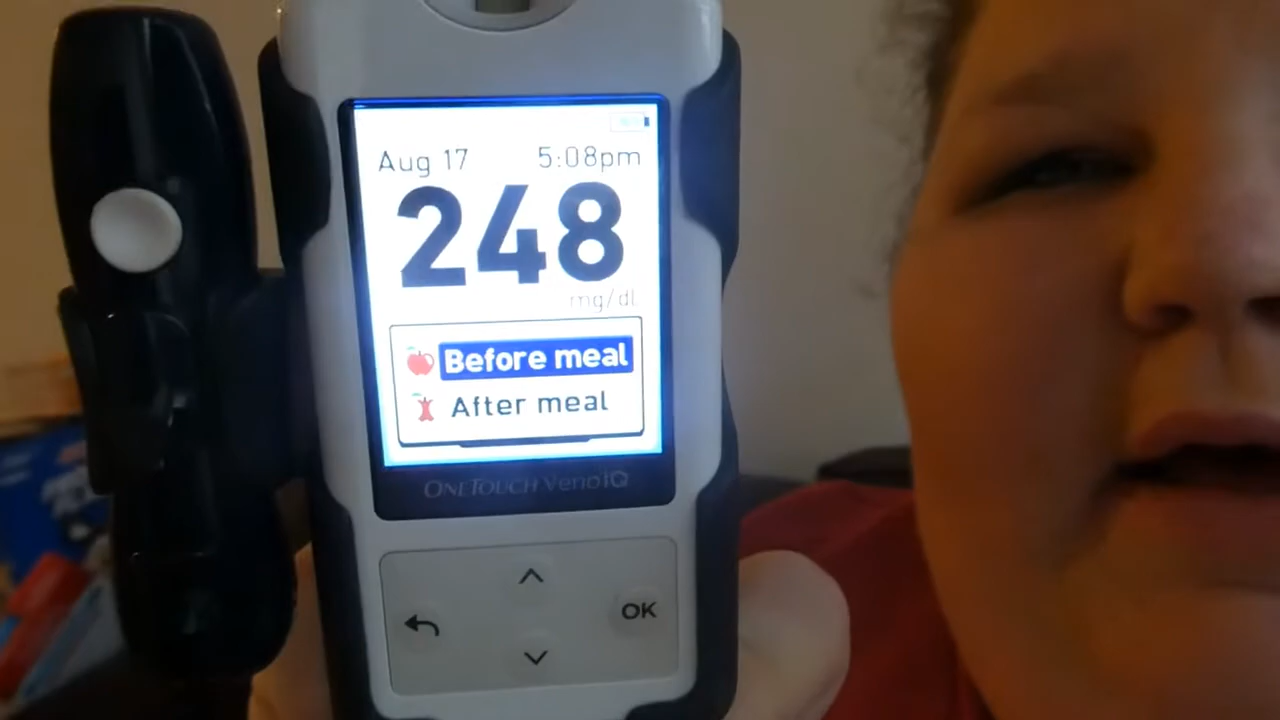 Aug 17 5:08pm
248
mg/dL
Before meal
After meal
ONETOUCH Verio IQ
OK